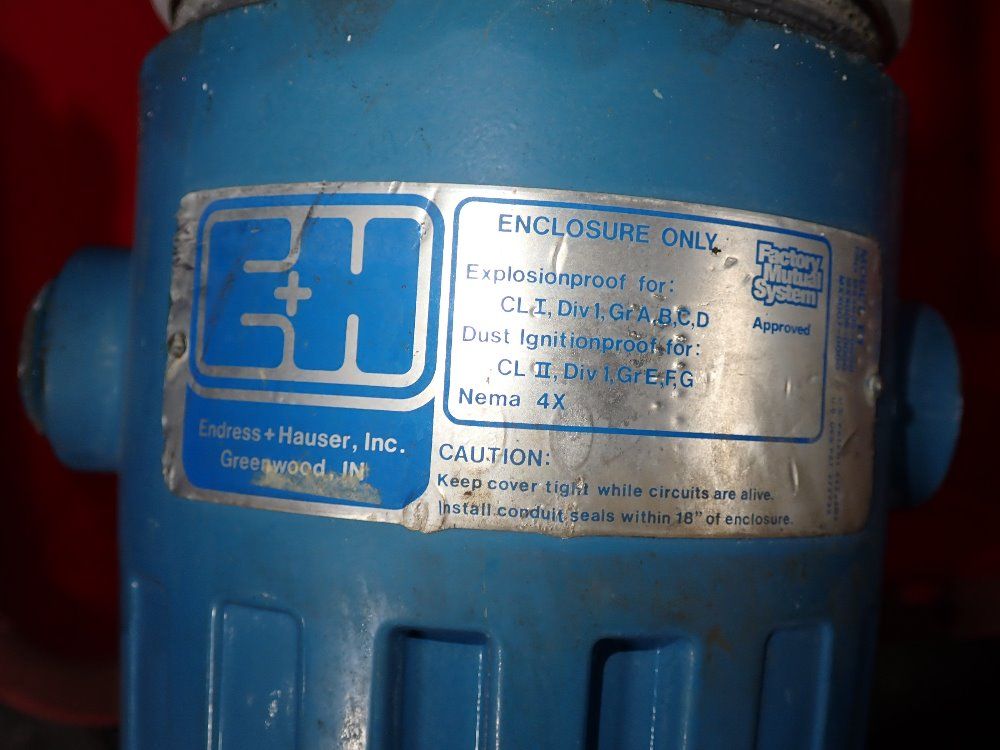 E+H
ENCLOSURE ONLY
Explosionproof for:
CL I, Div 1, Gr A,B,C,D
Dust Ignitionproof for:
CL II, Div 1, Gr E,F,G
Nema 4X
Factory
Mutual
System
Approved
Endress + Hauser, Inc.
Greenwood, IN
CAUTION:
Keep cover tight while circuits are alive.
Install conduit seals within 18" of enclosure.